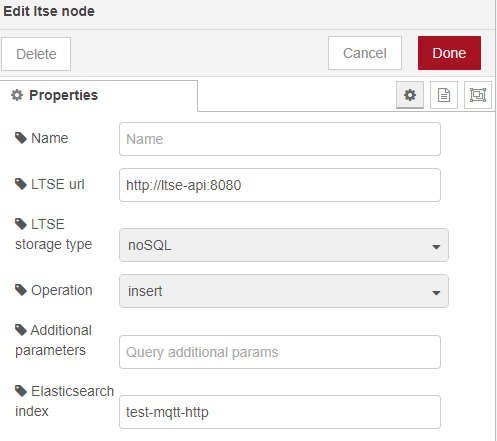 Edit ltse node
Delete
Cancel
Done
Properties
Name
Name
LTSE url
http://ltse-api:8080
LTSE
storage type
noSQL
Operation
insert
Additional
parameters
Query additional params
Elasticsearch
index
test-mqtt-http